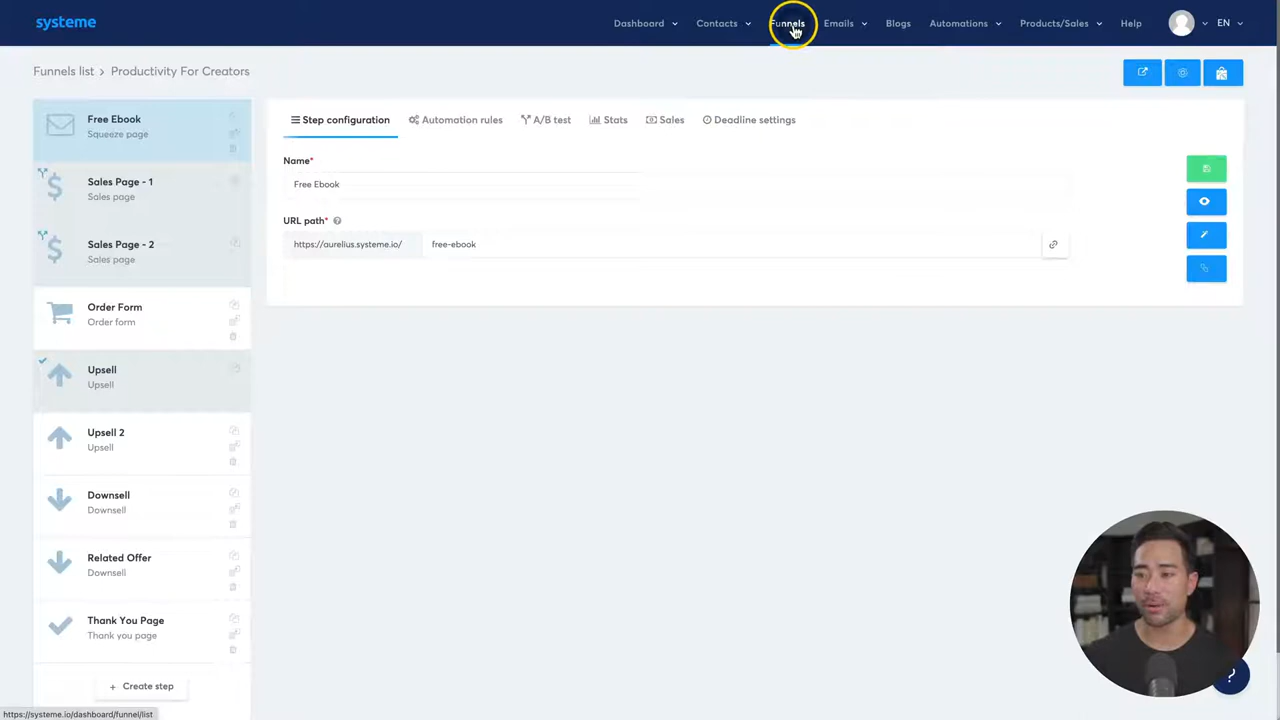 systeme
Dashboard
Contacts
Funnels
Emails
Blogs
Automations
Products/Sales
Help
EN
Funnels list > Productivity For Creators
Free Ebook
Squeeze page
Sales Page - 1
Sales page
Sales Page - 2
Sales page
Order Form
Order form
Upsell
Upsell
Upsell 2
Upsell
Downsell
Downsell
Related Offer
Downsell
Thank You Page
Thank you page
+ Create step
Step configuration
Automation rules
A/B test
Stats
Sales
Deadline settings
Name*
Free Ebook
URL path* ?
https://aurelius.systeme.io/
free-ebook
?
https://systeme.io/dashboard/funnel/list